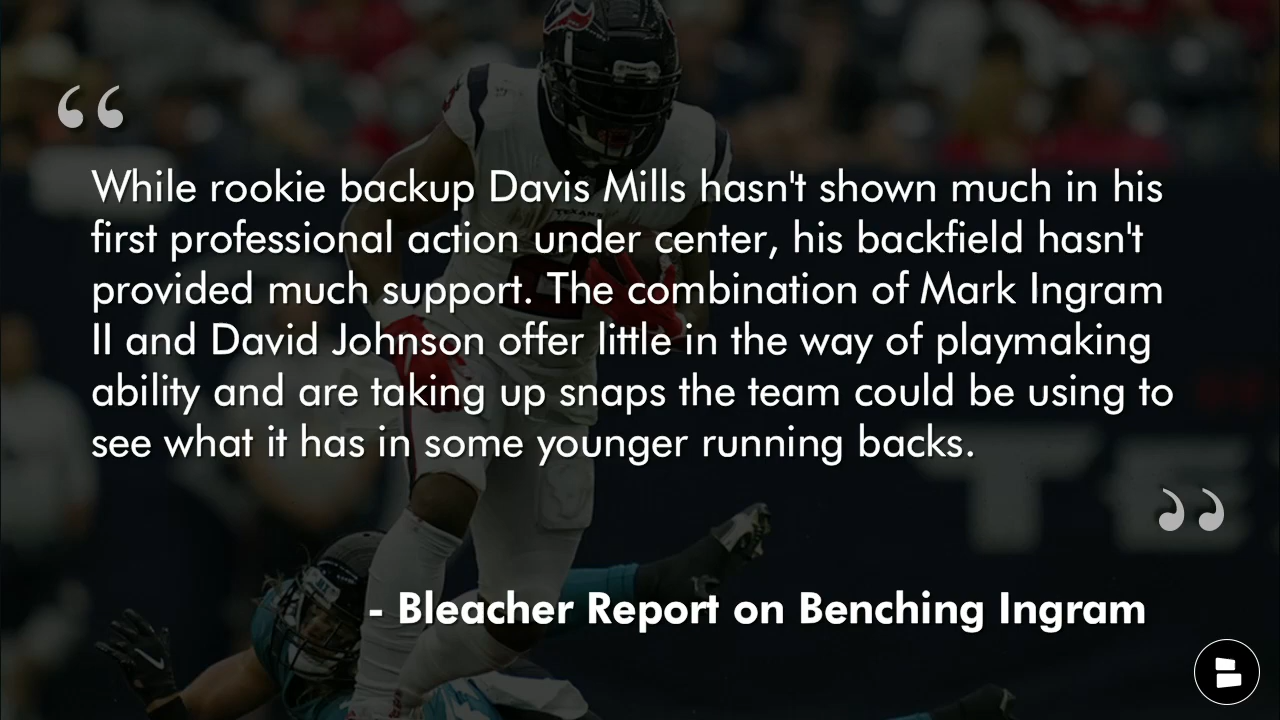 “
While rookie backup Davis Mills hasn't shown much in his
first professional action under center, his backfield hasn't
provided much support. The combination of Mark Ingram
II and David Johnson offer little in the way of playmaking
ability and are taking up snaps the team could be using to
see what it has in some younger running backs.
”
- Bleacher Report on Benching Ingram